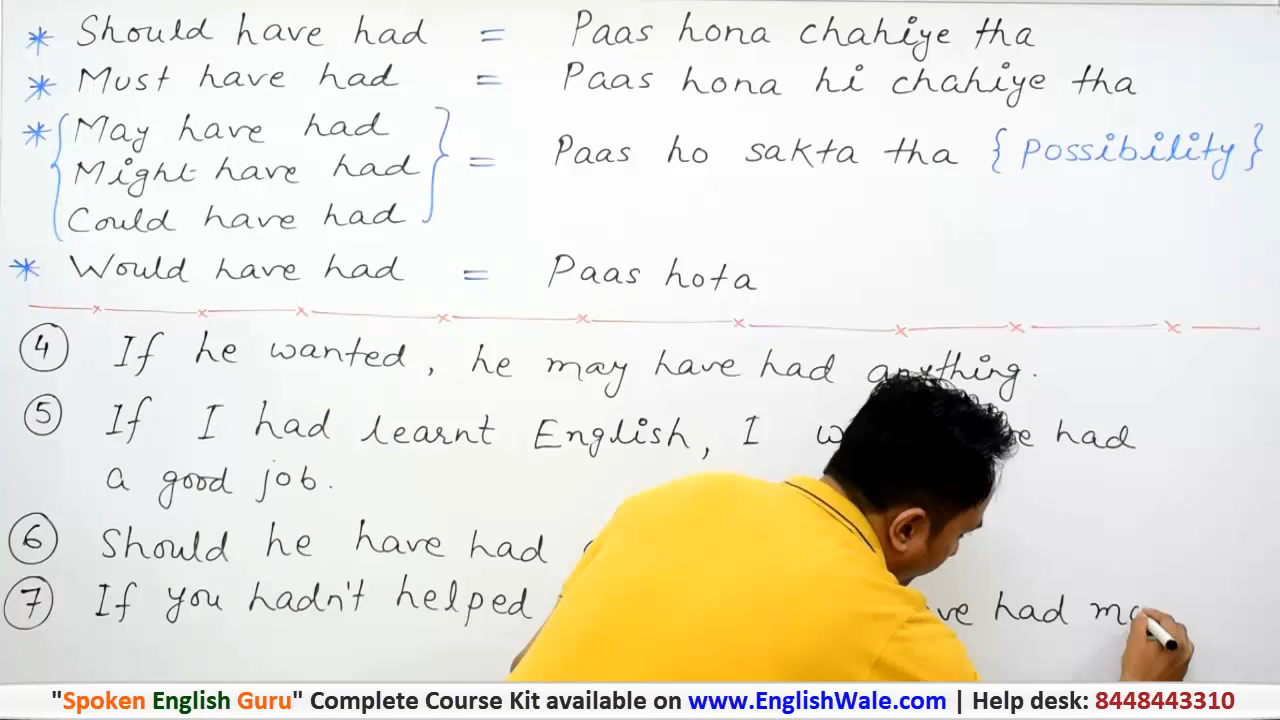 * Should have had = Paas hona chahiye tha
* Must have had = Paas hona hi chahiye tha
* { May have had
Might have had
Could have had } = Paas ho sakta tha { Possibility }
* Would have had = Paas hota
4 If he wanted, he may have had anything.
5 If I had learnt English, I had
a good job.
6 Should he have had
7 If you hadn't helped had
"Spoken English Guru" Complete Course Kit available on www.EnglishWale.com | Help desk: 8448443310